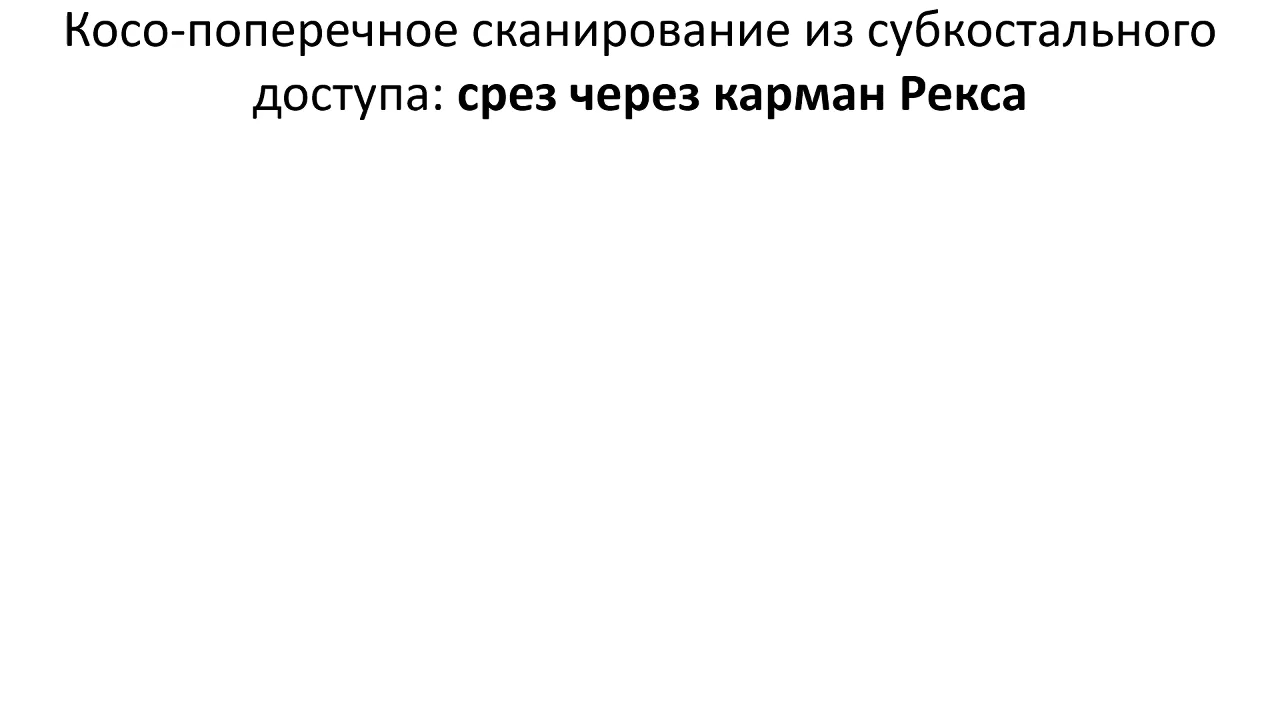 Косо-поперечное сканирование из субкостального
доступа: срез через карман Рекса